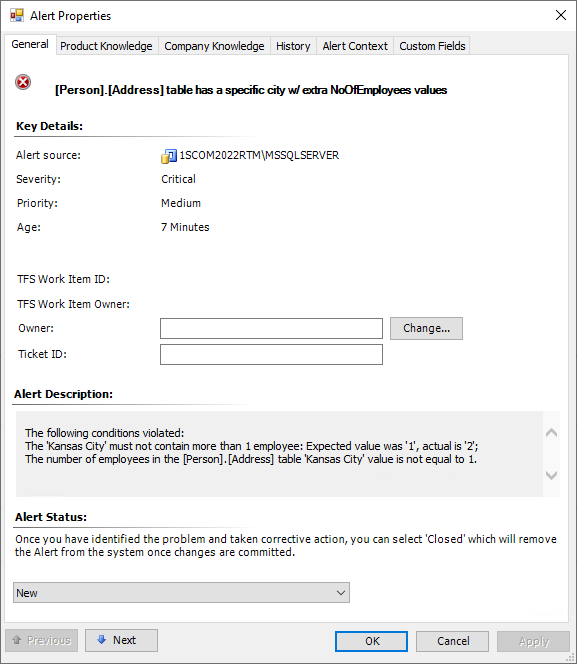 Alert Properties
General Product Knowledge Company Knowledge History Alert Context Custom Fields
[Person].[Address] table has a specific city w/ extra NoOfEmployees values
Key Details:
Alert source: 1SCOM2022RTM\MSSQLSERVER
Severity: Critical
Priority: Medium
Age: 7 Minutes
TFS Work Item ID:
TFS Work Item Owner:
Owner: Change...
Ticket ID:
Alert Description:
The following conditions violated:
The 'Kansas City' must not contain more than 1 employee: Expected value was '1', actual is '2';
The number of employees in the [Person].[Address] table 'Kansas City' value is not equal to 1.
Alert Status:
Once you have identified the problem and taken corrective action, you can select 'Closed' which will remove
the Alert from the system once changes are committed.
New
Previous Next OK Cancel Apply